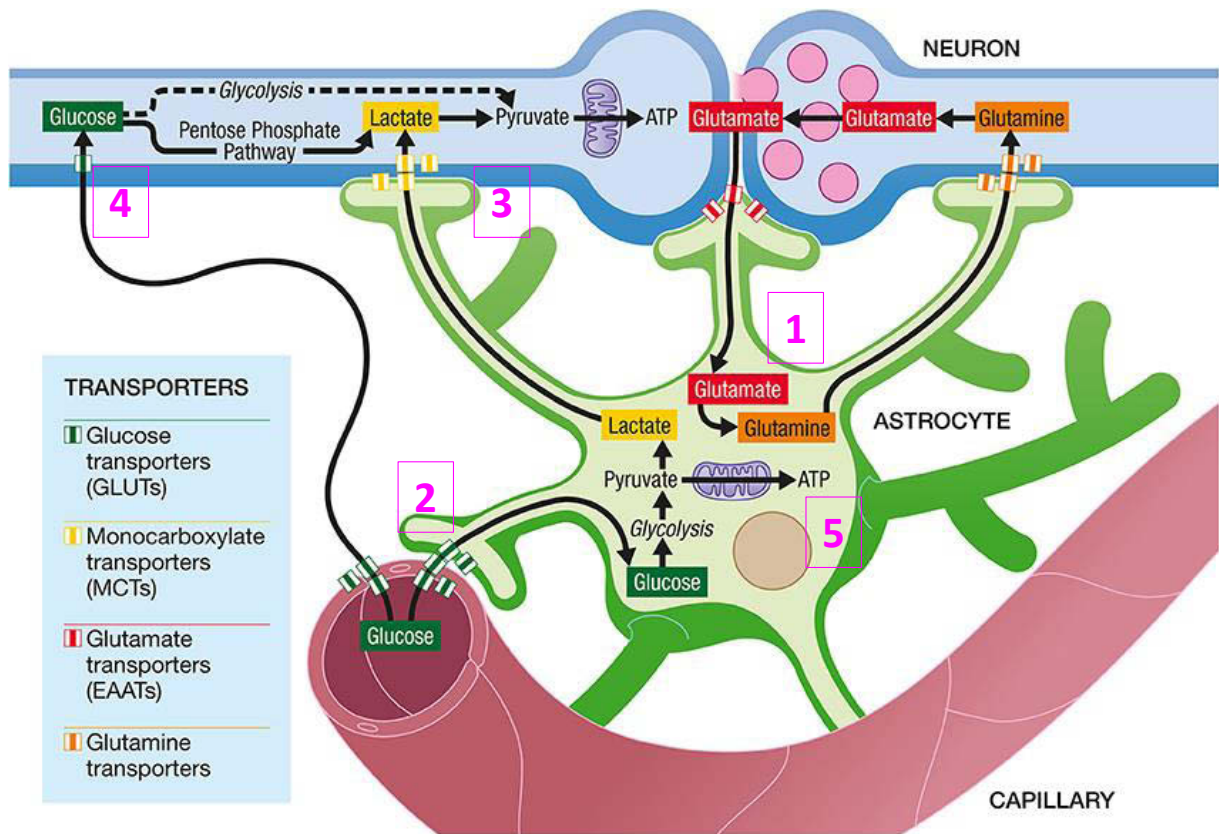 NEURON
Glycolysis
Glucose
Pentose Phosphate
Pathway
Lactate
Pyruvate
ATP
Glutamate
Glutamate
Glutamine
4
3
1
TRANSPORTERS
Glucose
transporters
(GLUTs)
Monocarboxylate
transporters
(MCTs)
Glutamate
transporters
(EAATs)
Glutamine
transporters
Glutamate
Lactate
Glutamine
ASTROCYTE
2
Pyruvate
ATP
5
Glycolysis
Glucose
Glucose
CAPILLARY